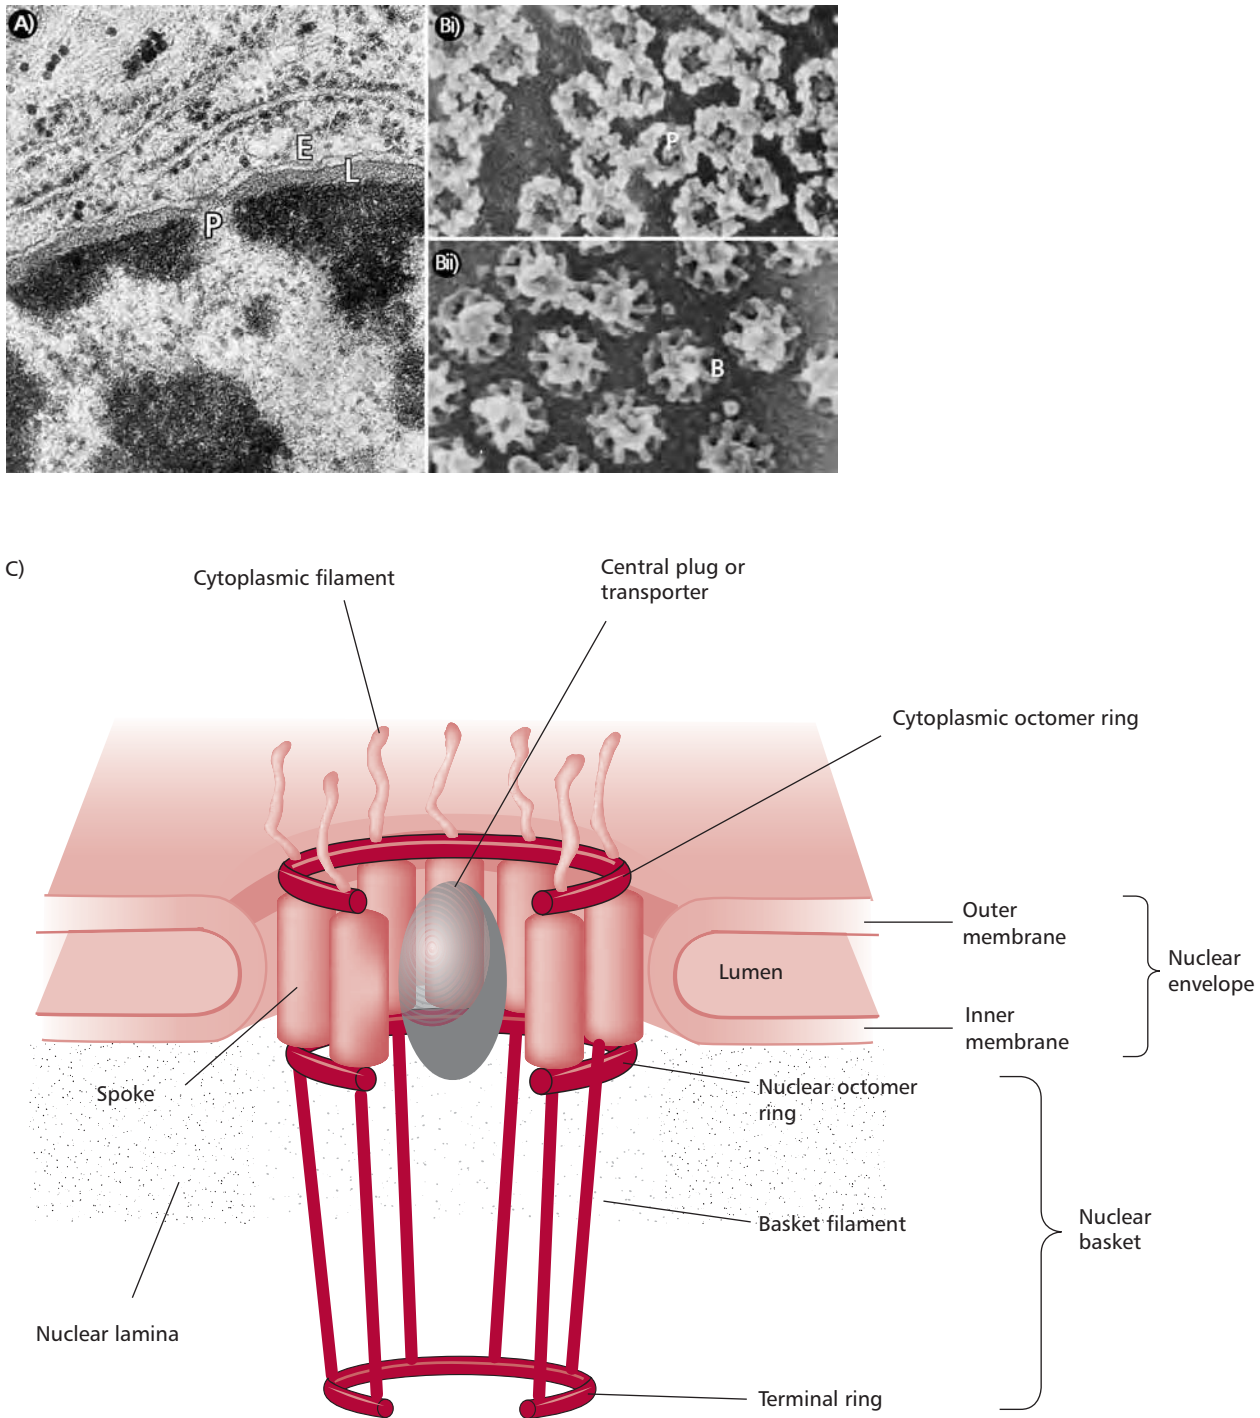 A)
E
L
P
Bi)
P
Bii)
B
C)
Cytoplasmic filament
Central plug or
transporter
Cytoplasmic octomer ring
Outer
membrane
Lumen
Nuclear
envelope
Inner
membrane
Spoke
Nuclear octomer
ring
Basket filament
Nuclear
basket
Nuclear lamina
Terminal ring